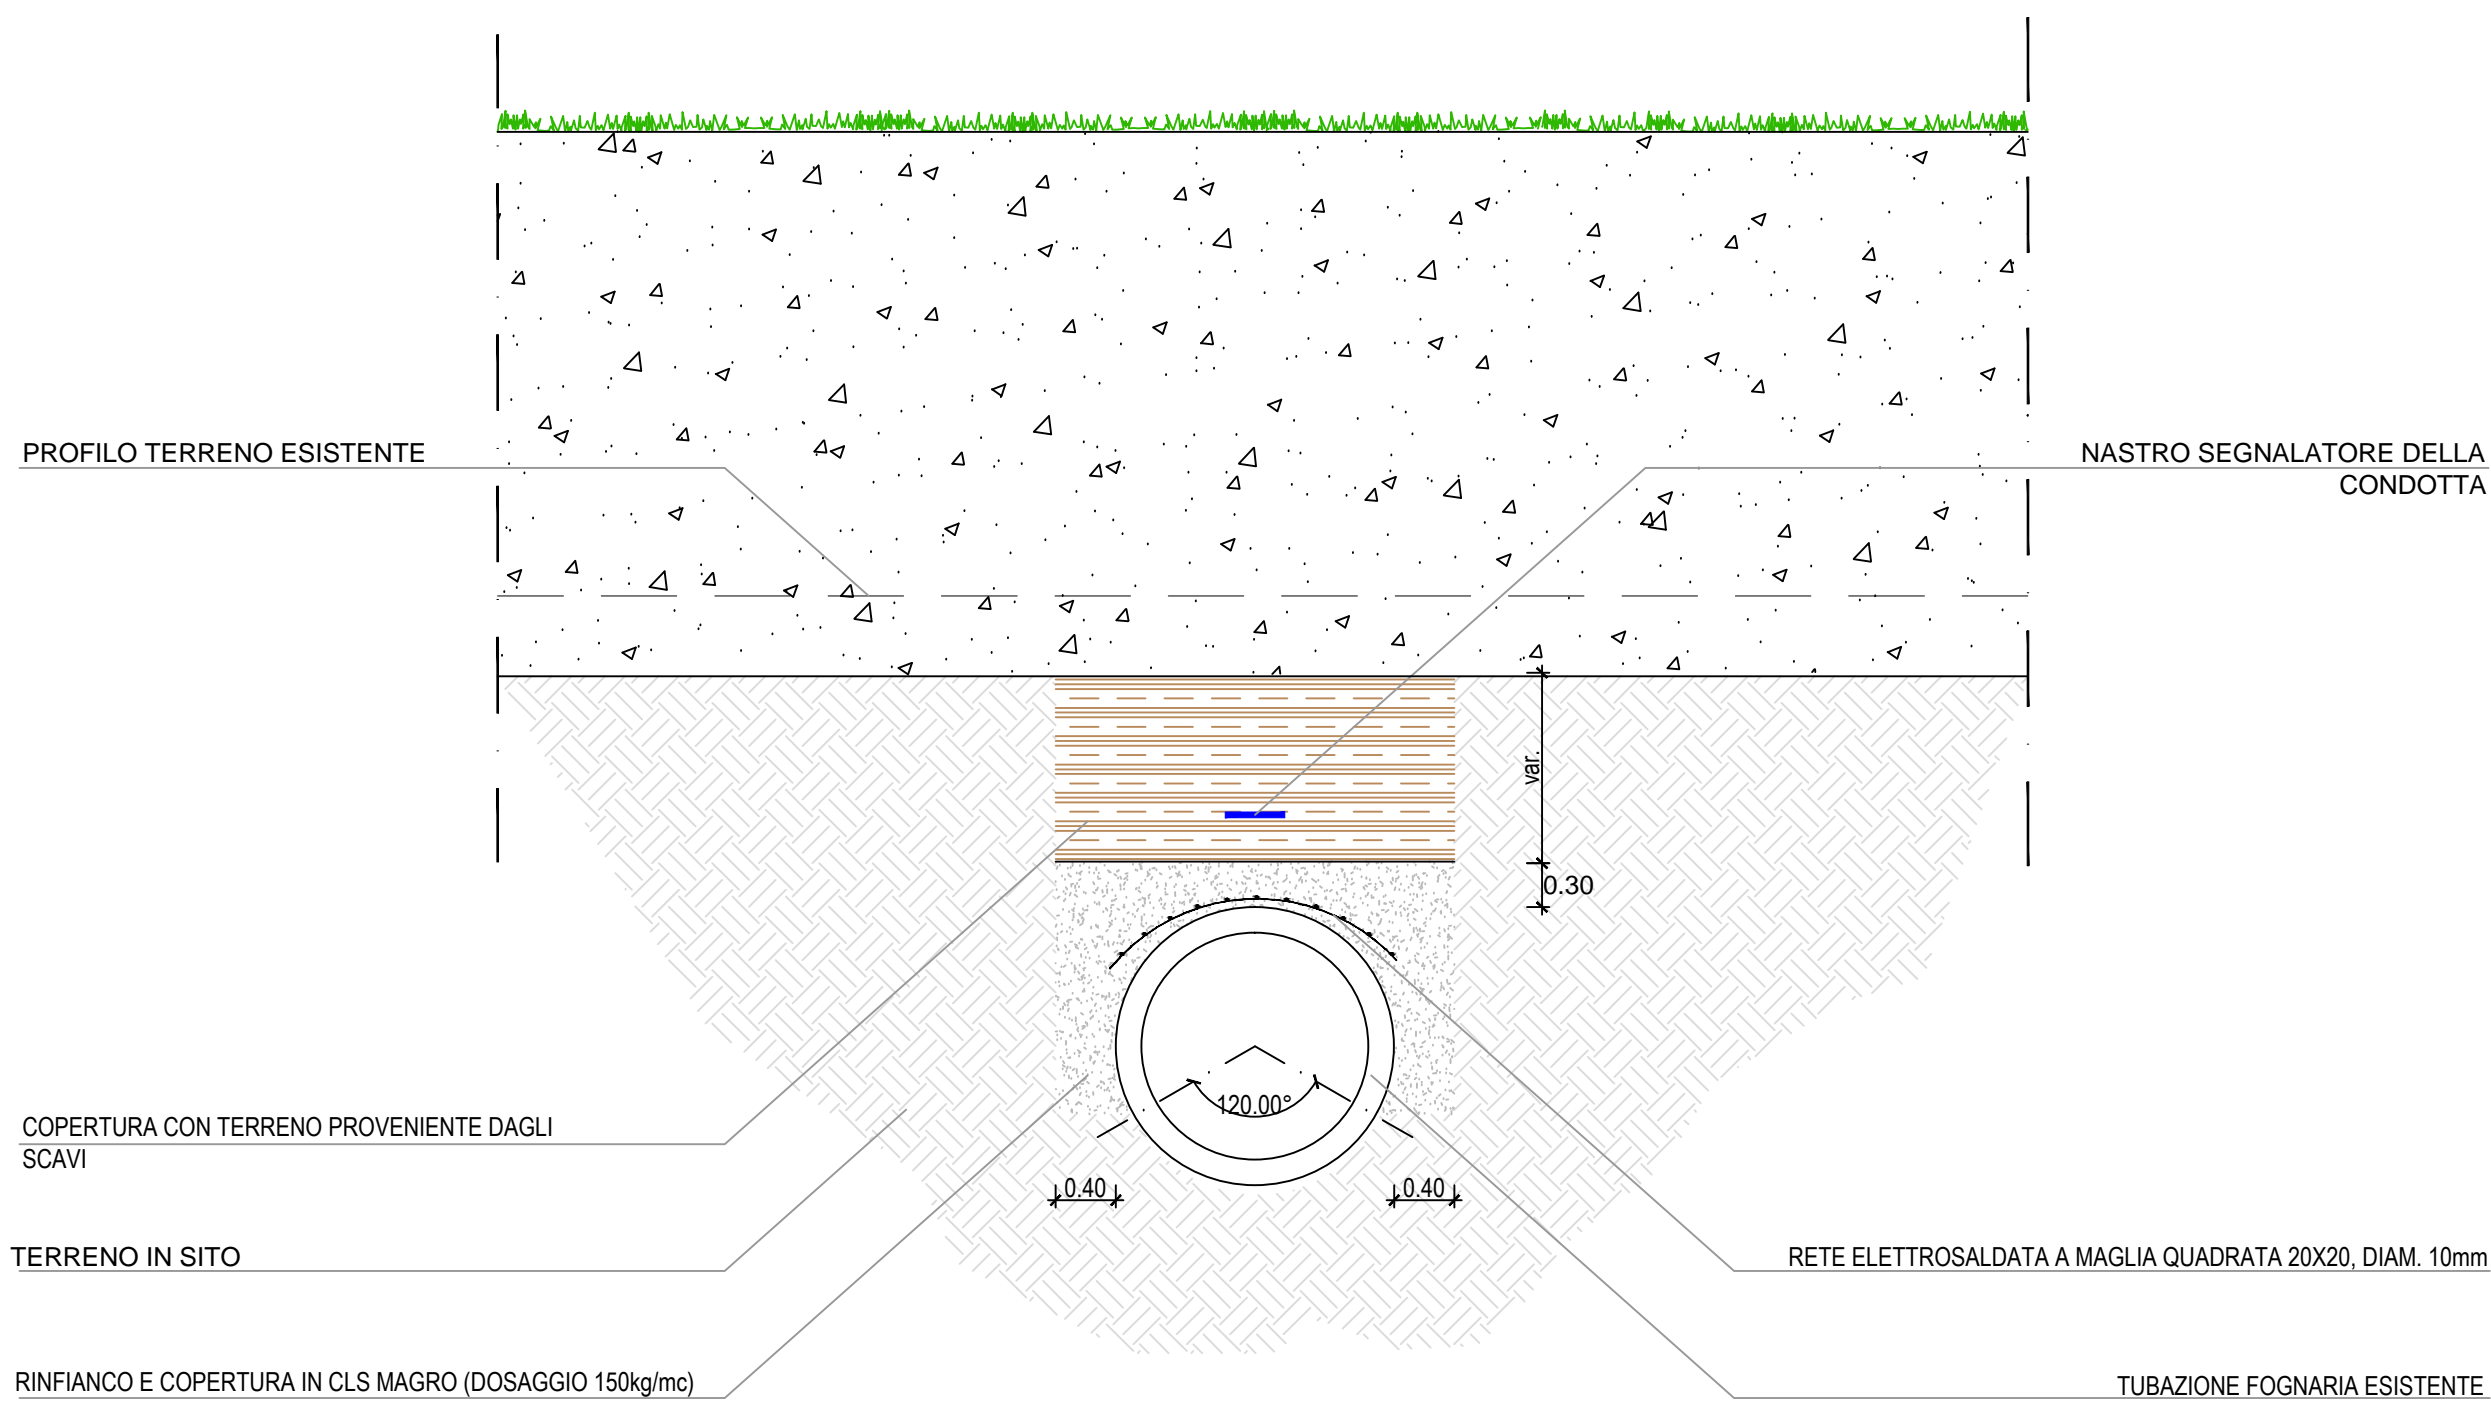 PROFILO TERRENO ESISTENTE
NASTRO SEGNALATORE DELLA
CONDOTTA
var.
0.30
120.00°
COPERTURA CON TERRENO PROVENIENTE DAGLI
SCAVI
0.40
0.40
TERRENO IN SITO
RETE ELETTROSALDATA A MAGLIA QUADRATA 20X20, DIAM. 10mm
RINFIANCO E COPERTURA IN CLS MAGRO (DOSAGGIO 150kg/mc)
TUBAZIONE FOGNARIA ESISTENTE